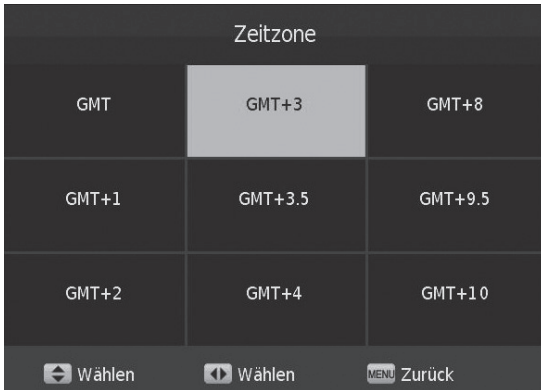 Zeitzone
GMT GMT+3 GMT+8
GMT+1 GMT+3.5 GMT+9.5
GMT+2 GMT+4 GMT+10
Wählen Wählen MENU Zurück